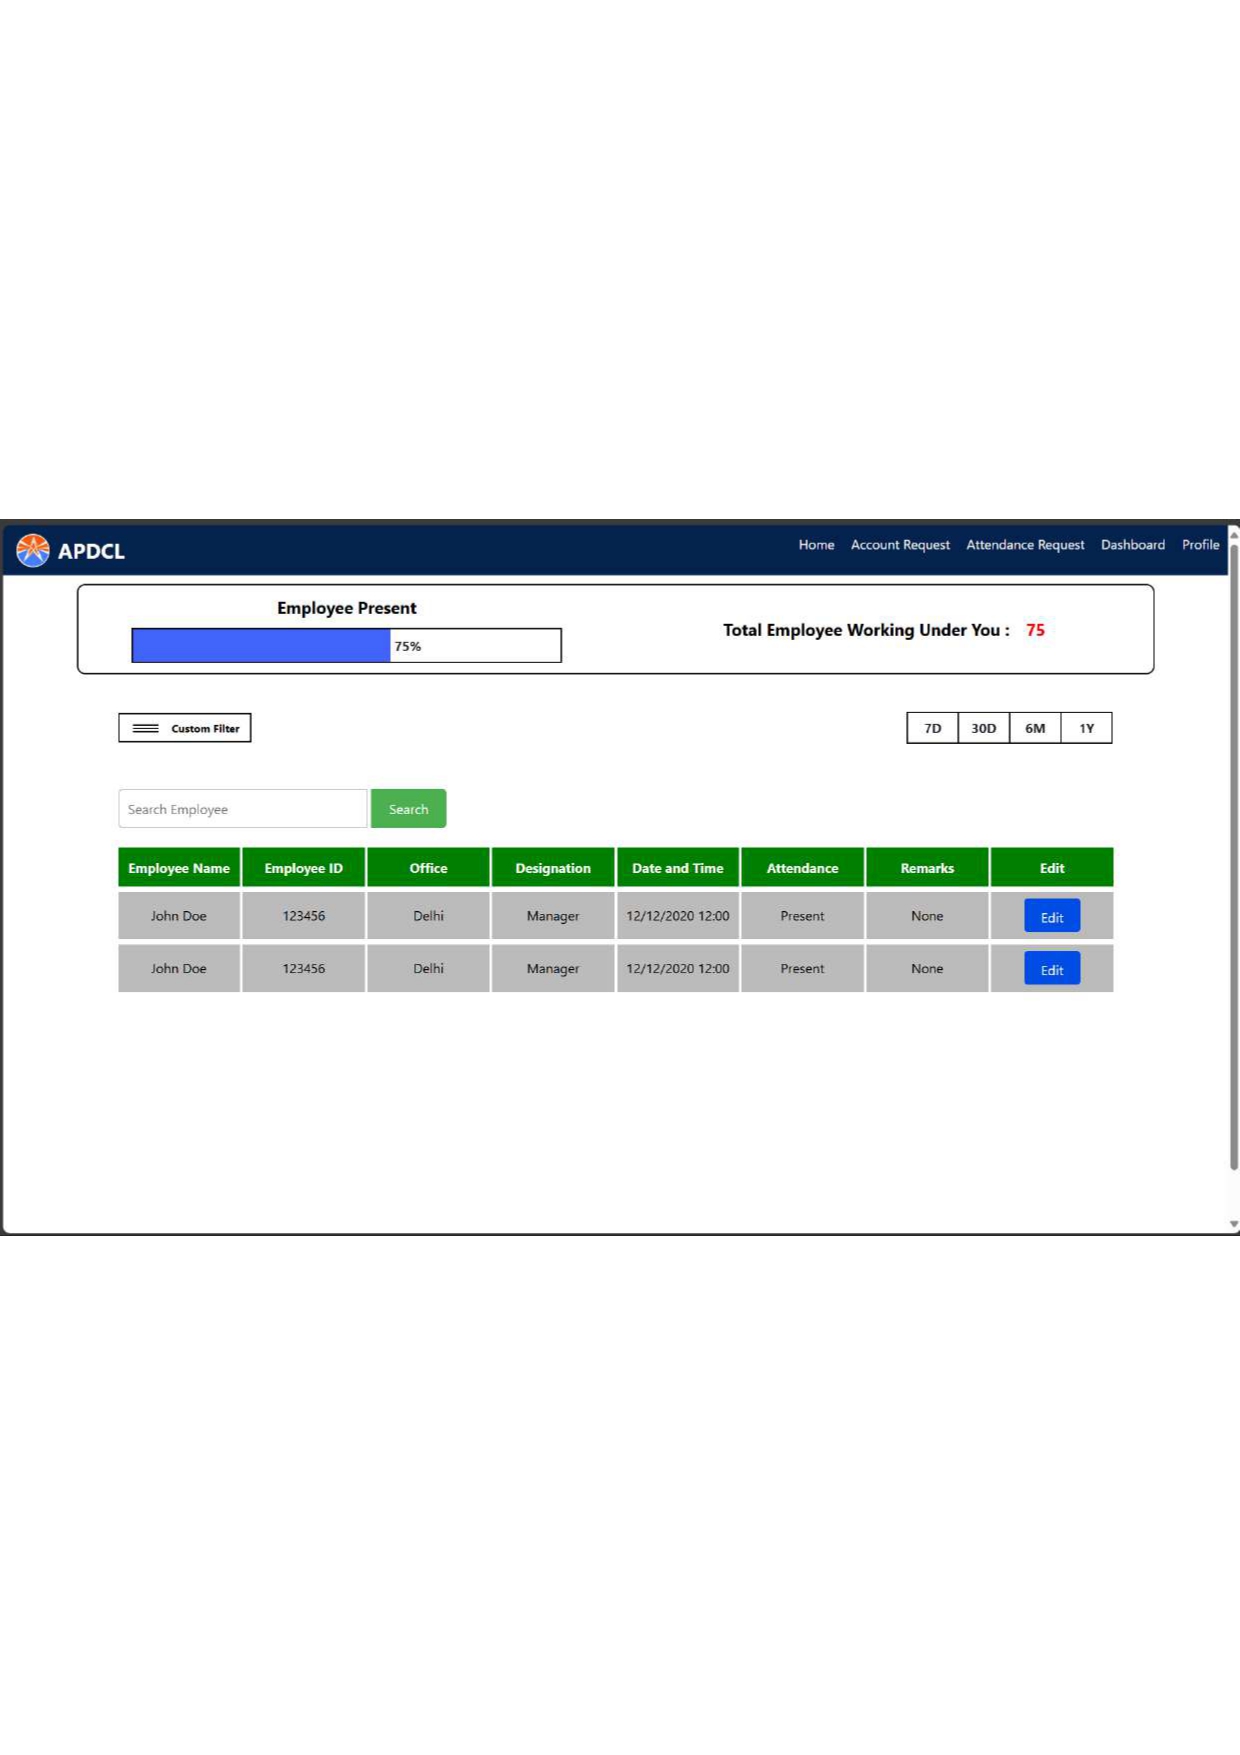 APDCL
Home Account Request Attendance Request Dashboard Profile
Employee Present
75%
Total Employee Working Under You : 75
Custom Filter
7D 30D 6M 1Y
Search Employee Search
Employee Name Employee ID Office Designation Date and Time Attendance Remarks Edit
John Doe 123456 Delhi Manager 12/12/2020 12:00 Present None Edit
John Doe 123456 Delhi Manager 12/12/2020 12:00 Present None Edit